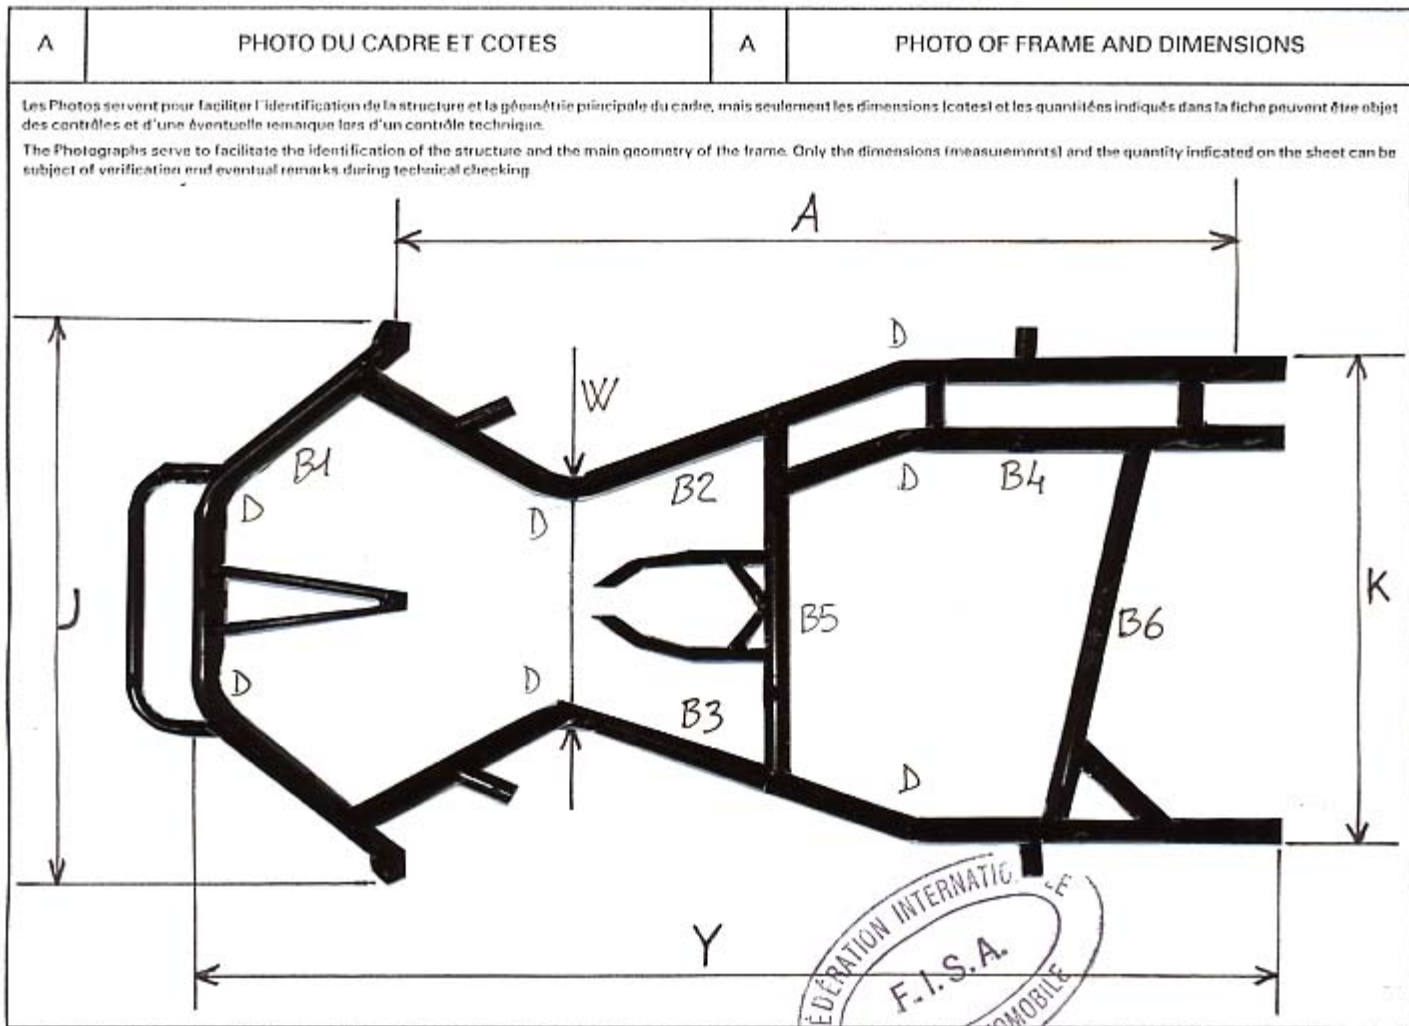 A PHOTO DU CADRE ET COTES A PHOTO OF FRAME AND DIMENSIONS
Les Photos servent pour faciliter l'identification de la structure et la géométrie principale du cadre, mais seulement les dimensions (cotes) et les quantitées indiqués dans la fiche peuvent être objet
des contrôles et d'une éventuelle remarque lors d'un contrôle technique.
The Photographs serve to facilitate the identification of the structure and the main geometry of the frame. Only the dimensions (measurements) and the quantity indicated on the sheet can be
subject of verification and eventual remarks during technical checking.
A
D
W
B1
B2
D
B4
D
D
J
K
B5
B6
D
D
B3
D
Y
FÉDÉRATION INTERNATIONALE
F.I.S.A.
AUTOMOBILE